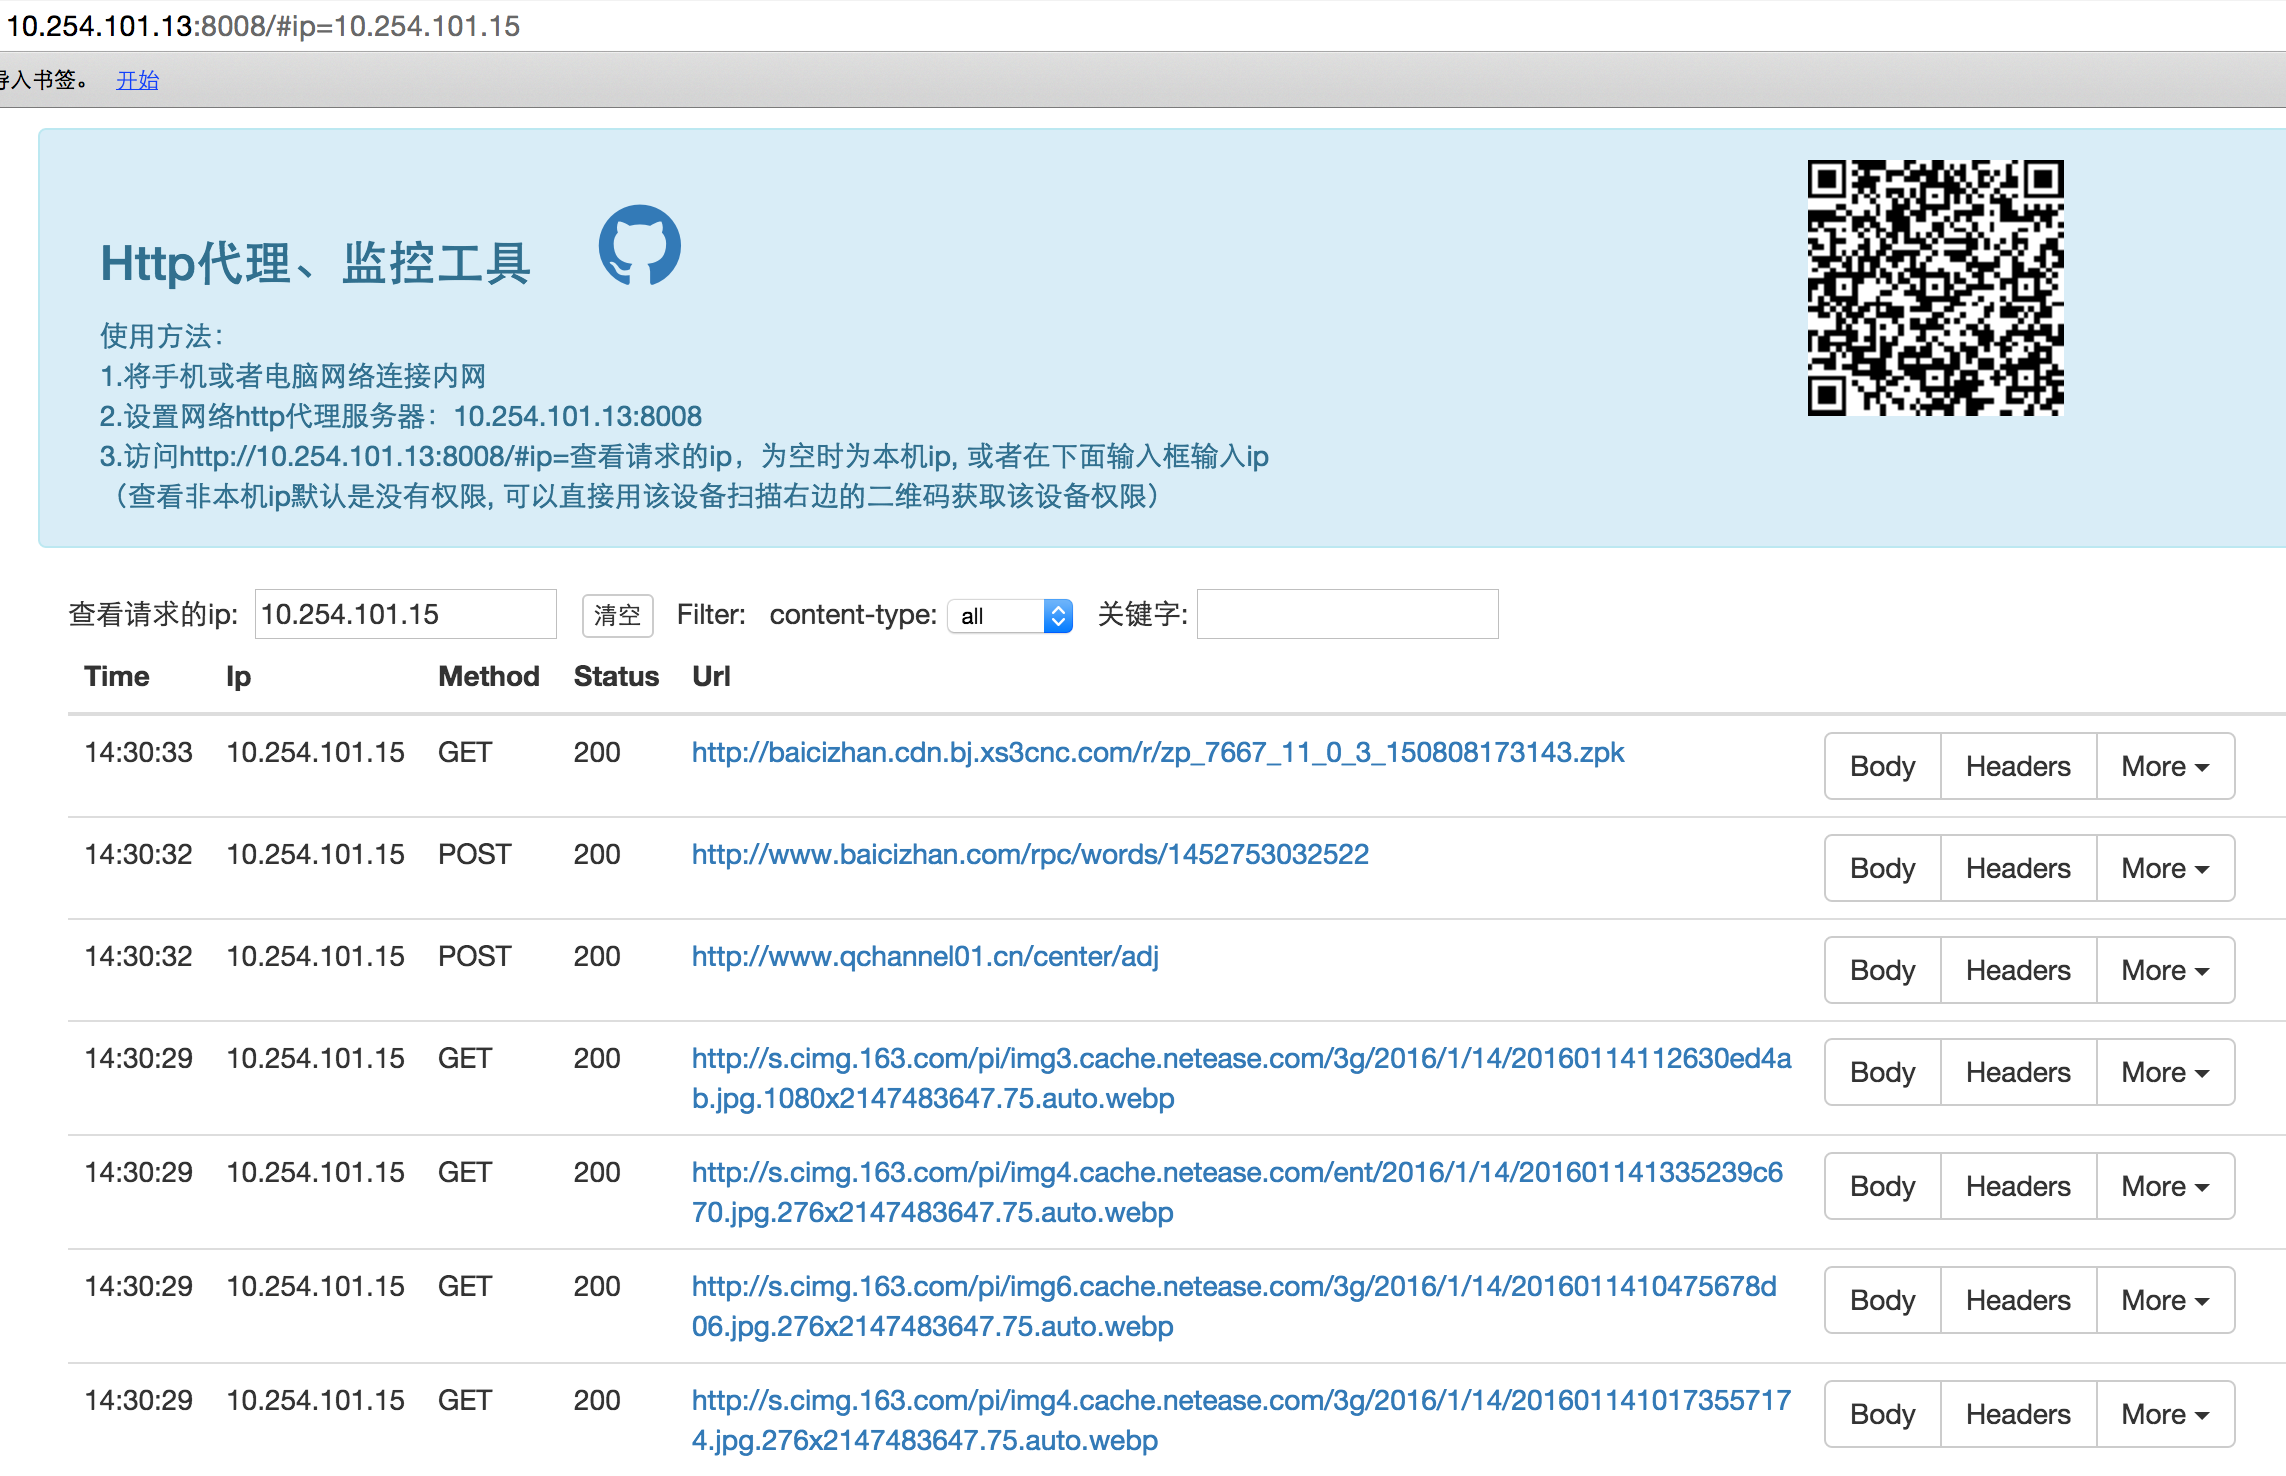 10.254.101.13:8008/#ip=10.254.101.15
导入书签。 开始
Http代理、监控工具
使用方法：
1.将手机或者电脑网络连接内网
2.设置网络http代理服务器：10.254.101.13:8008
3.访问http://10.254.101.13:8008/#ip=查看请求的ip，为空时为本机ip, 或者在下面输入框输入ip
（查看非本机ip默认是没有权限, 可以直接用该设备扫描右边的二维码获取该设备权限）
查看请求的ip: 10.254.101.15 清空 Filter: content-type: all 关键字:
Time Ip Method Status Url
14:30:33 10.254.101.15 GET 200 http://baicizhan.cdn.bj.xs3cnc.com/r/zp_7667_11_0_3_150808173143.zpk Body Headers More
14:30:32 10.254.101.15 POST 200 http://www.baicizhan.com/rpc/words/1452753032522 Body Headers More
14:30:32 10.254.101.15 POST 200 http://www.qchannel01.cn/center/adj Body Headers More
14:30:29 10.254.101.15 GET 200 http://s.cimg.163.com/pi/img3.cache.netease.com/3g/2016/1/14/20160114112630ed4a Body Headers More
b.jpg.1080x2147483647.75.auto.webp
14:30:29 10.254.101.15 GET 200 http://s.cimg.163.com/pi/img4.cache.netease.com/ent/2016/1/14/201601141335239c6 Body Headers More
70.jpg.276x2147483647.75.auto.webp
14:30:29 10.254.101.15 GET 200 http://s.cimg.163.com/pi/img6.cache.netease.com/3g/2016/1/14/2016011410475678d Body Headers More
06.jpg.276x2147483647.75.auto.webp
14:30:29 10.254.101.15 GET 200 http://s.cimg.163.com/pi/img4.cache.netease.com/3g/2016/1/14/201601141017355717 Body Headers More
4.jpg.276x2147483647.75.auto.webp